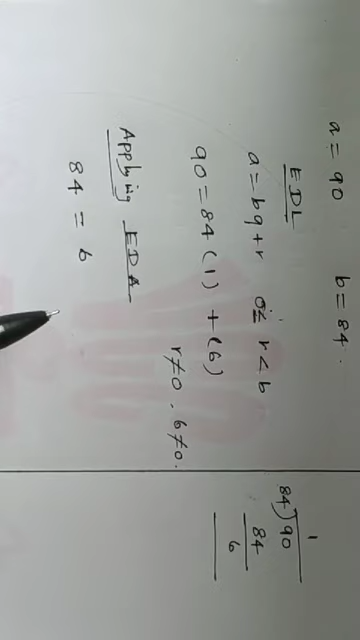 a = 90 b = 84.
EDL
a = bq + r 0 ≤ r < b
90 = 84 (1) + (6)
r ≠ 0 . 6 ≠ 0.
Applying EDA
84 = 6
1
84) 90
84
6